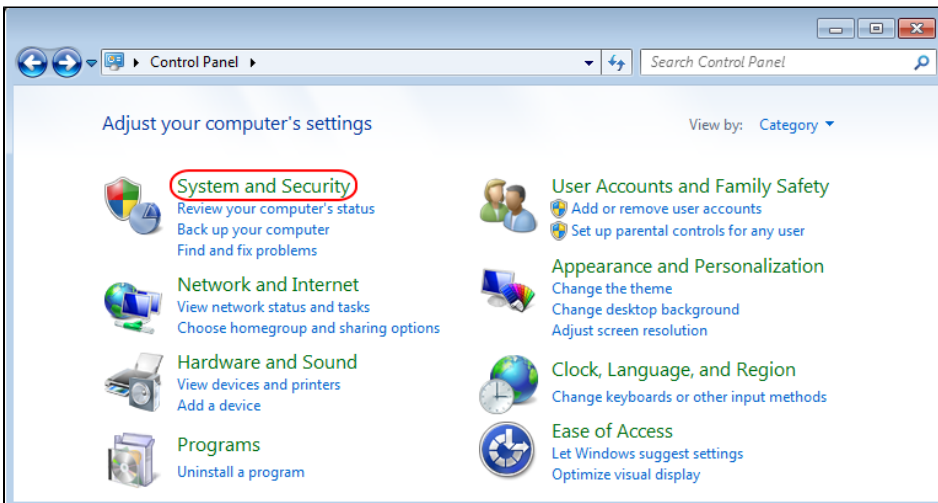 Control Panel
Search Control Panel
Adjust your computer's settings
View by: Category
System and Security
Review your computer's status
Back up your computer
Find and fix problems
Network and Internet
View network status and tasks
Choose homegroup and sharing options
Hardware and Sound
View devices and printers
Add a device
Programs
Uninstall a program
User Accounts and Family Safety
Add or remove user accounts
Set up parental controls for any user
Appearance and Personalization
Change the theme
Change desktop background
Adjust screen resolution
Clock, Language, and Region
Change keyboards or other input methods
Ease of Access
Let Windows suggest settings
Optimize visual display